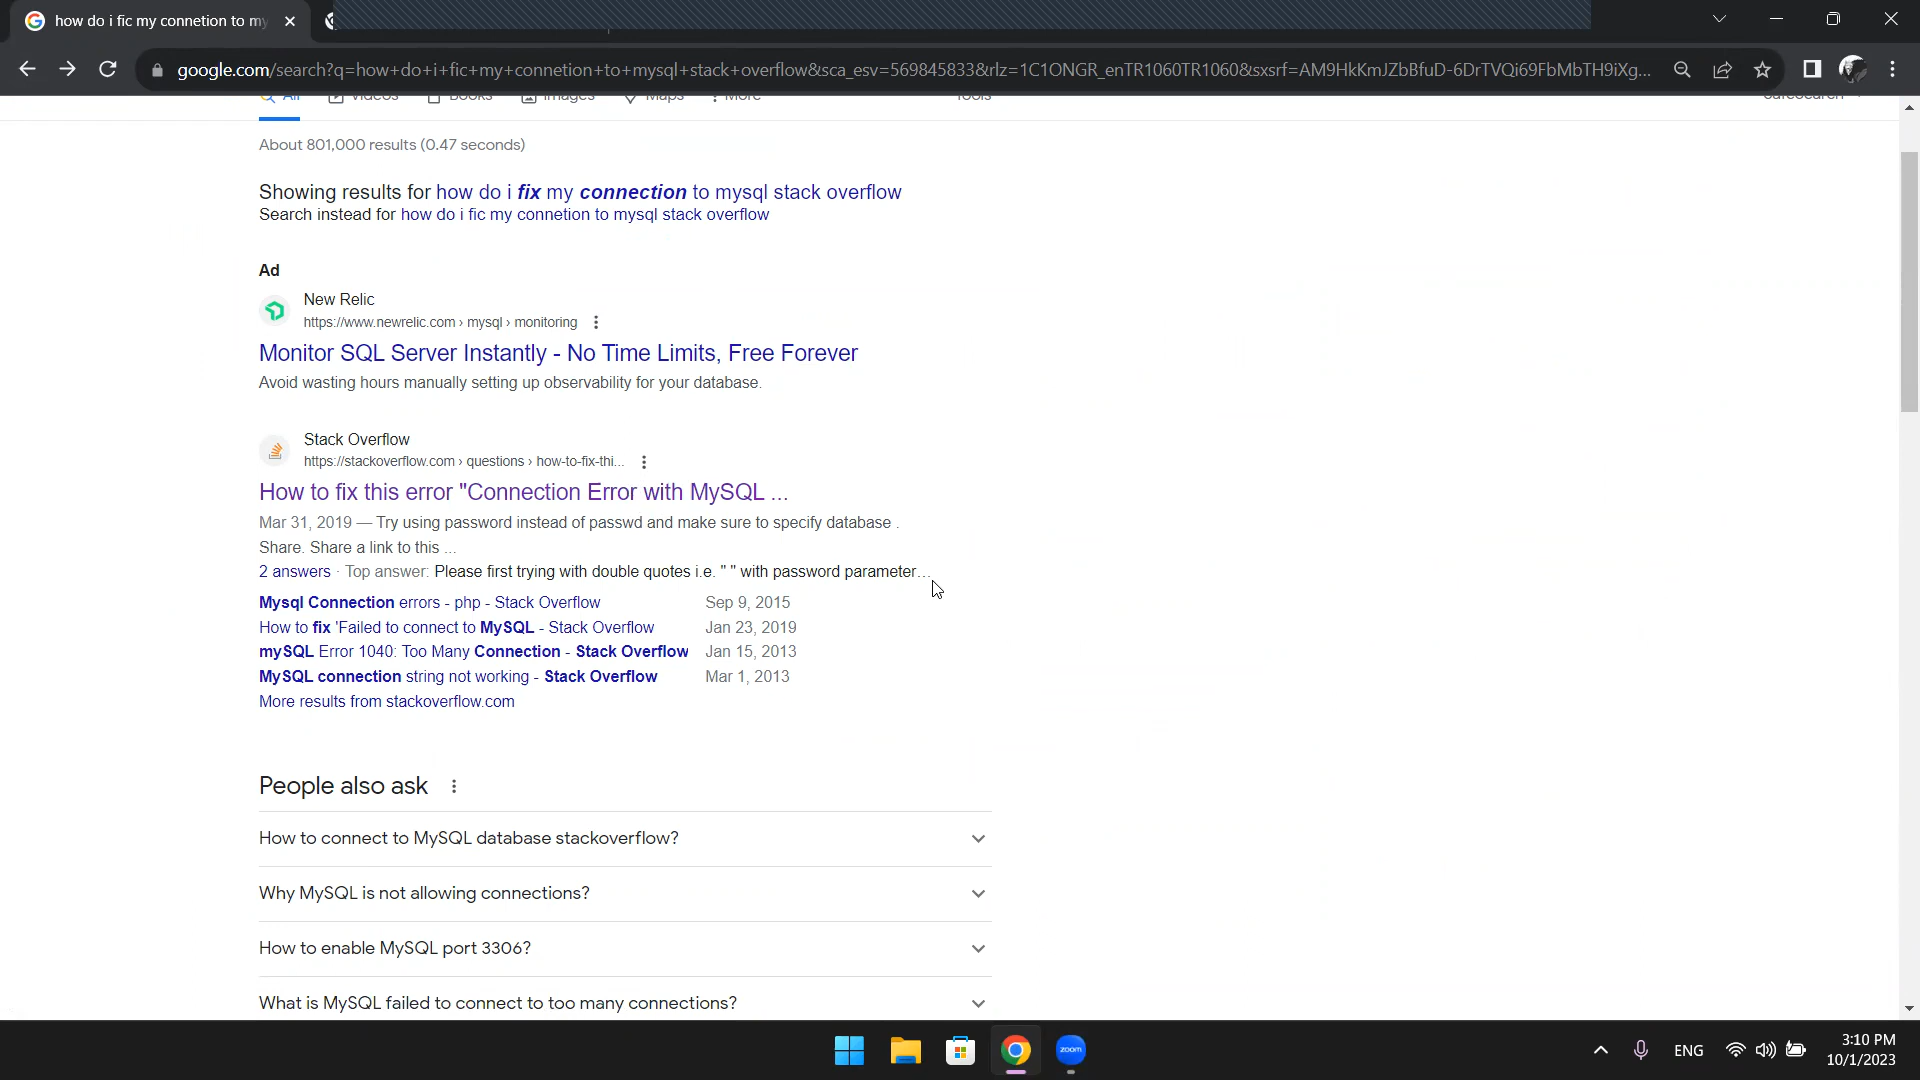 how do i fic my connetion to my
google.com/search?q=how+do+i+fic+my+connetion+to+mysql+stack+overflow&sca_esv=569845833&rlz=1C1ONGR_enTR1060TR1060&sxsrf=AM9HkKmJZbBfuD-6DrTVQi69FbMbTH9iXg...
All Videos Books Images Maps More Tools SafeSearch
About 801,000 results (0.47 seconds)
Showing results for how do i fix my connection to mysql stack overflow
Search instead for how do i fic my connetion to mysql stack overflow
Ad
New Relic
https://www.newrelic.com › mysql › monitoring
Monitor SQL Server Instantly - No Time Limits, Free Forever
Avoid wasting hours manually setting up observability for your database.
Stack Overflow
https://stackoverflow.com › questions › how-to-fix-thi...
How to fix this error "Connection Error with MySQL ...
Mar 31, 2019 — Try using password instead of passwd and make sure to specify database .
Share. Share a link to this ...
2 answers · Top answer: Please first trying with double quotes i.e. " " with password parameter...
Mysql Connection errors - php - Stack Overflow Sep 9, 2015
How to fix 'Failed to connect to MySQL - Stack Overflow Jan 23, 2019
mySQL Error 1040: Too Many Connection - Stack Overflow Jan 15, 2013
MySQL connection string not working - Stack Overflow Mar 1, 2013
More results from stackoverflow.com
People also ask
How to connect to MySQL database stackoverflow?
Why MySQL is not allowing connections?
How to enable MySQL port 3306?
What is MySQL failed to connect to too many connections?
zoom
ENG
3:10 PM
10/1/2023